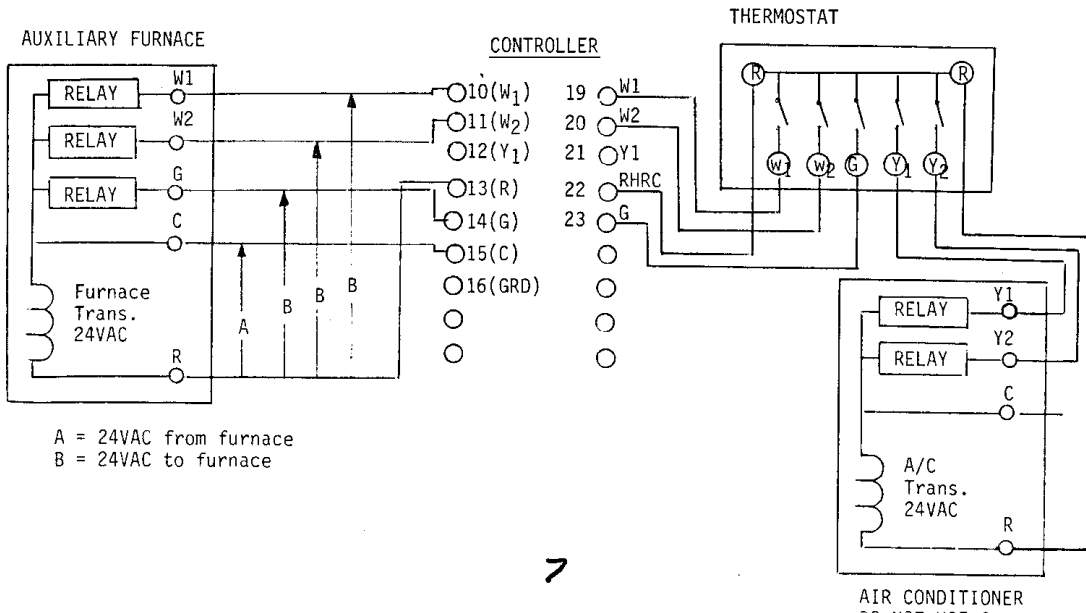 THERMOSTAT
AUXILIARY FURNACE
CONTROLLER
RELAY W1
RELAY W2
RELAY G
C
Furnace
Trans.
24VAC
R
A B B B
10(W1) 19 W1
11(W2) 20 W2
12(Y1) 21 Y1
13(R) 22 RHRC
14(G) 23 G
15(C)
16(GRD)
R R
W1 W2 G Y1 Y2
RELAY Y1
RELAY Y2
C
A/C
Trans.
24VAC
R
A = 24VAC from furnace
B = 24VAC to furnace
7
AIR CONDITIONER